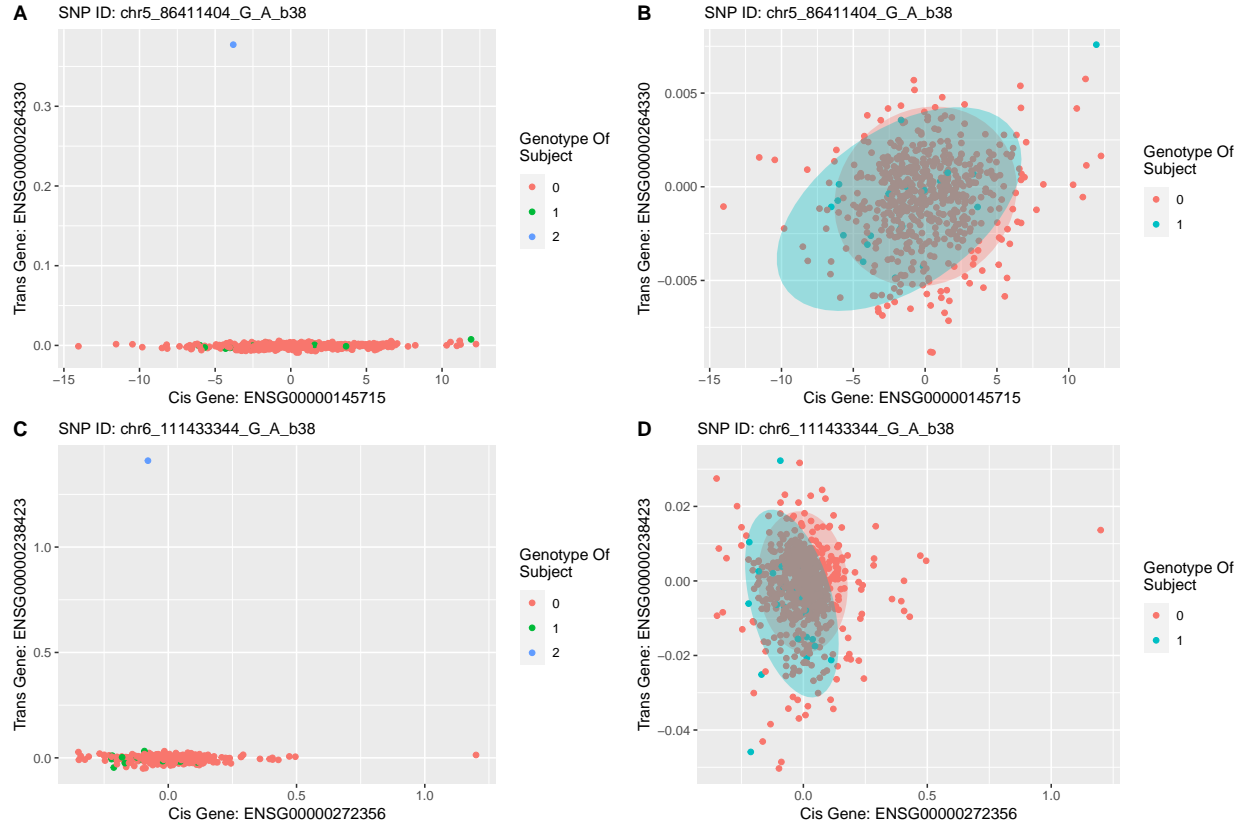 A
SNP ID: chr5_86411404_G_A_b38
Trans Gene: ENSG00000264330
0.3
0.2
0.1
0.0
−15
−10
−5
0
5
10
Cis Gene: ENSG00000145715
Genotype Of
Subject
0
1
2
B
SNP ID: chr5_86411404_G_A_b38
Trans Gene: ENSG00000264330
0.005
0.000
−0.005
−15
−10
−5
0
5
10
Cis Gene: ENSG00000145715
Genotype Of
Subject
0
1
C
SNP ID: chr6_111433344_G_A_b38
Trans Gene: ENSG00000238423
1.0
0.5
0.0
0.0
0.5
1.0
Cis Gene: ENSG00000272356
Genotype Of
Subject
0
1
2
D
SNP ID: chr6_111433344_G_A_b38
Trans Gene: ENSG00000238423
0.02
0.00
−0.02
−0.04
0.0
0.5
1.0
Cis Gene: ENSG00000272356
Genotype Of
Subject
0
1